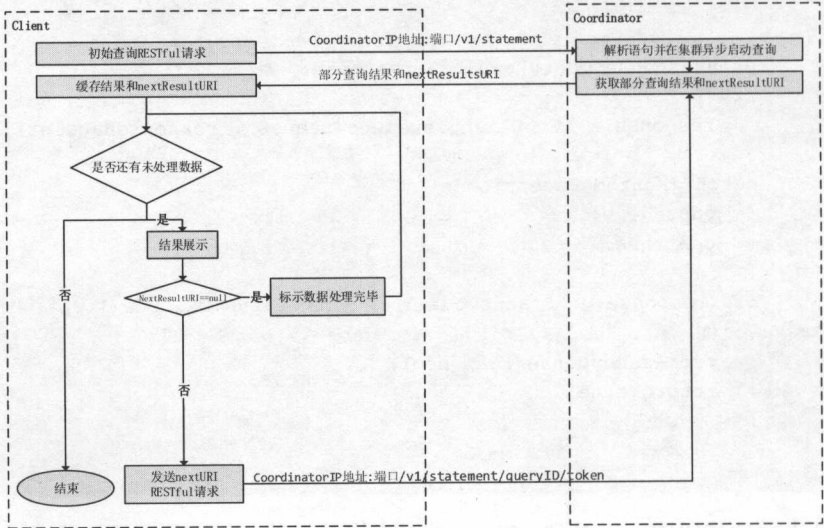 Client
Coordinator
初始查询RESTful请求
CoordinatorIP地址:端口/v1/statement
解析语句并在集群异步启动查询
缓存结果和nextResultURI
部分查询结果和nextResultsURI
获取部分查询结果和nextResultURI
是否还有未处理数据
是
结果展示
否
NextResultURI==null
是
标示数据处理完毕
否
结束
发送nextURI
RESTful请求
CoordinatorIP地址:端口/v1/statement/queryID/token